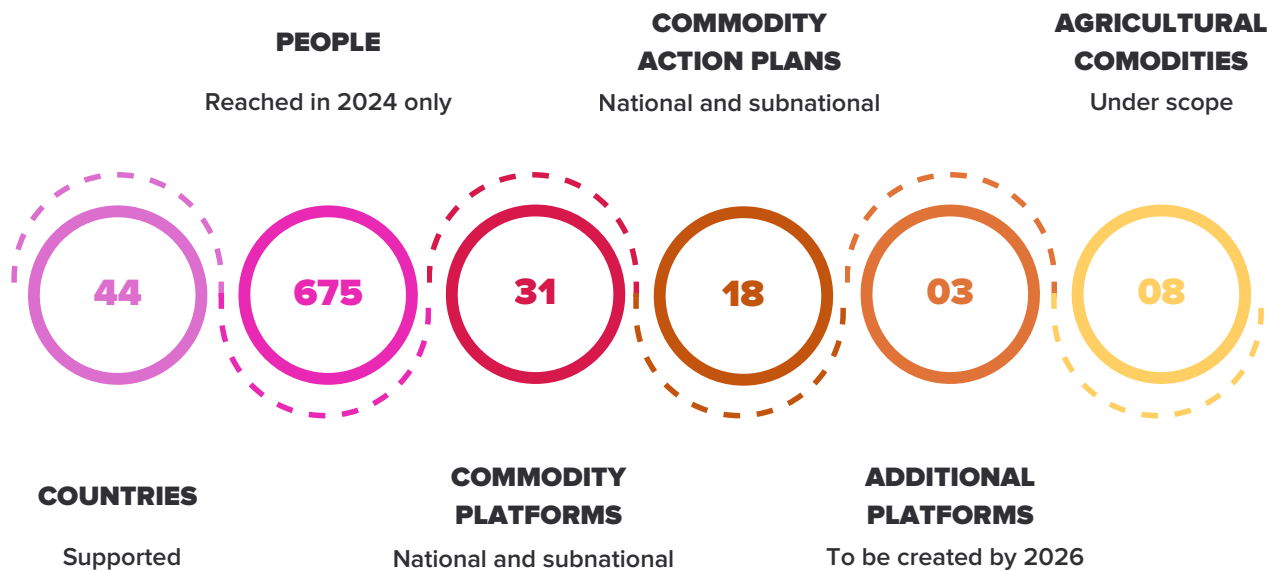 PEOPLE
Reached in 2024 only
COMMODITY
ACTION PLANS
National and subnational
AGRICULTURAL
COMODITIES
Under scope
44
675
31
18
03
08
COUNTRIES
Supported
COMMODITY
PLATFORMS
National and subnational
ADDITIONAL
PLATFORMS
To be created by 2026